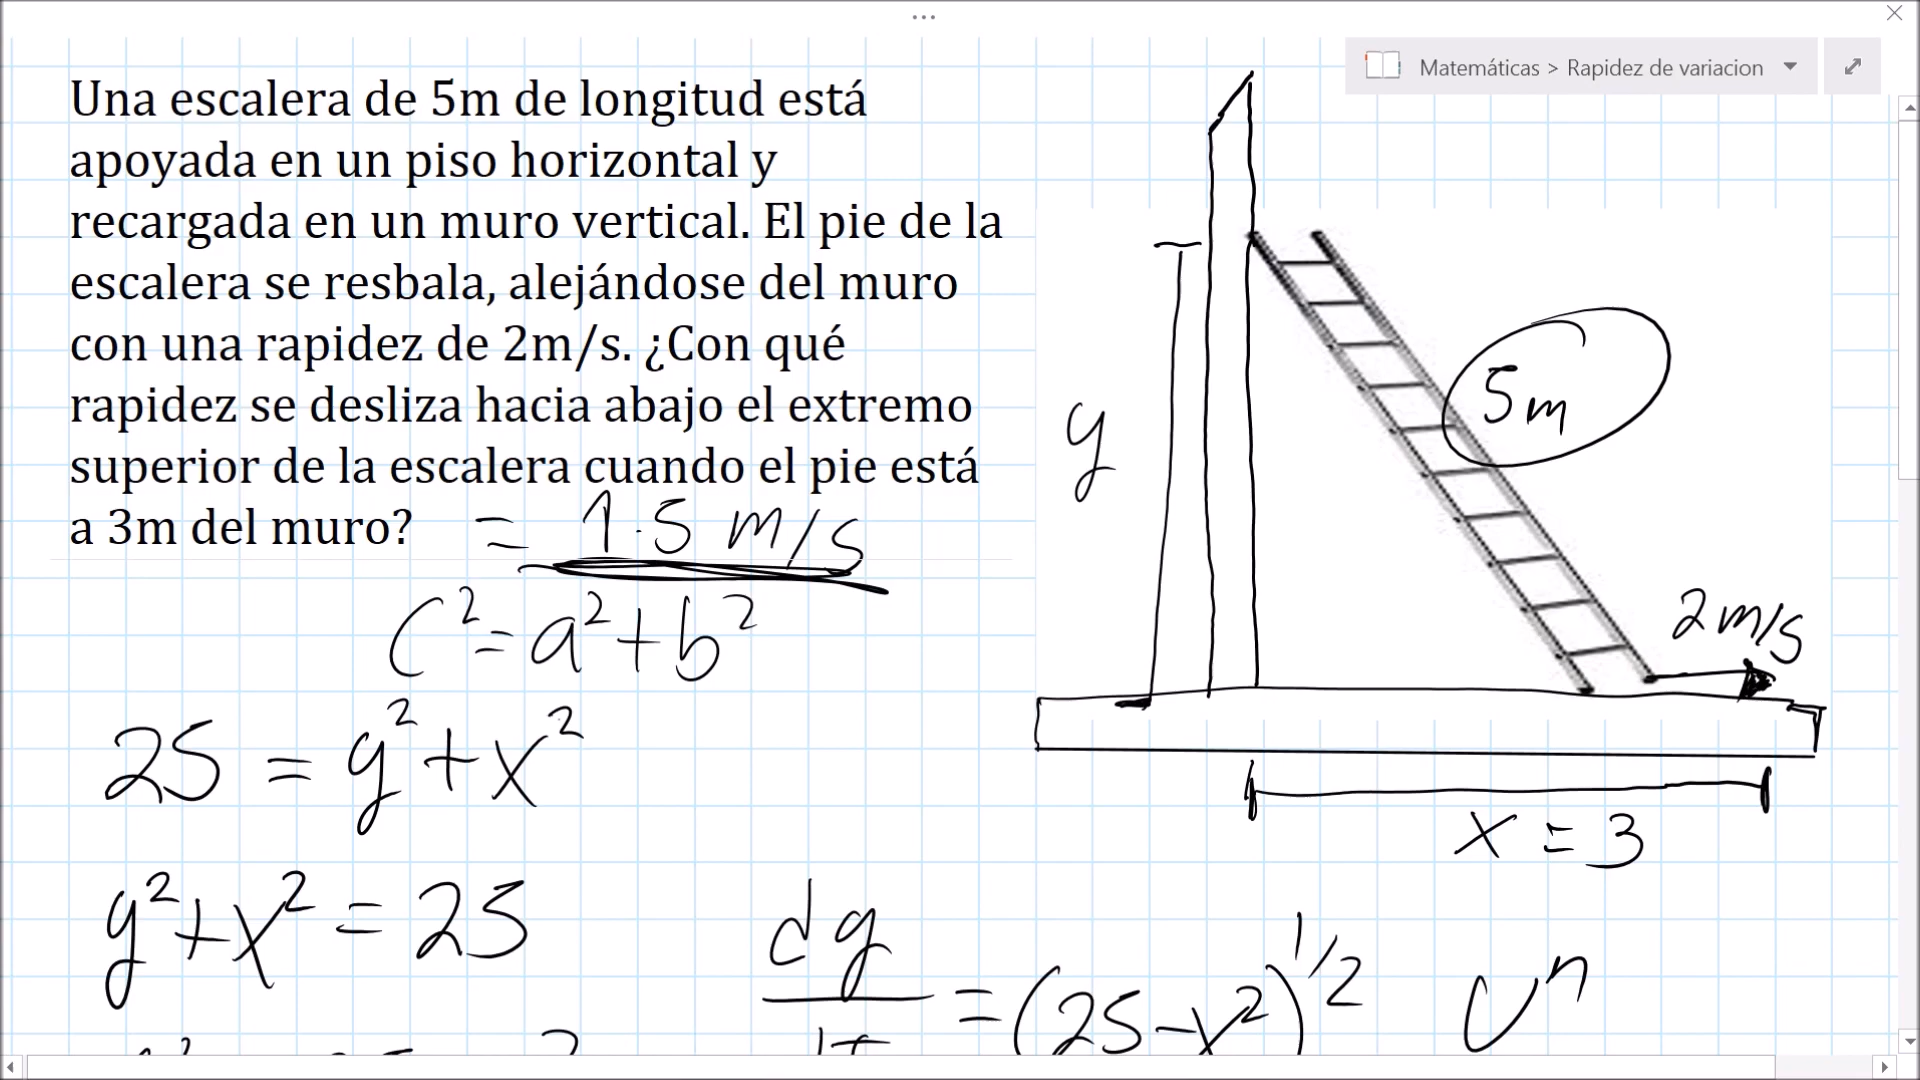 Matemáticas > Rapidez de variacion
Una escalera de 5m de longitud está
apoyada en un piso horizontal y
recargada en un muro vertical. El pie de la
escalera se resbala, alejándose del muro
con una rapidez de 2m/s. ¿Con qué
rapidez se desliza hacia abajo el extremo
superior de la escalera cuando el pie está
a 3m del muro? = 1.5 m/s
C² = a² + b²
25 = y² + x²
y² + x² = 25
y
5m
2 m/s
x = 3
dy
= (25 - x²)^1/2
U^n